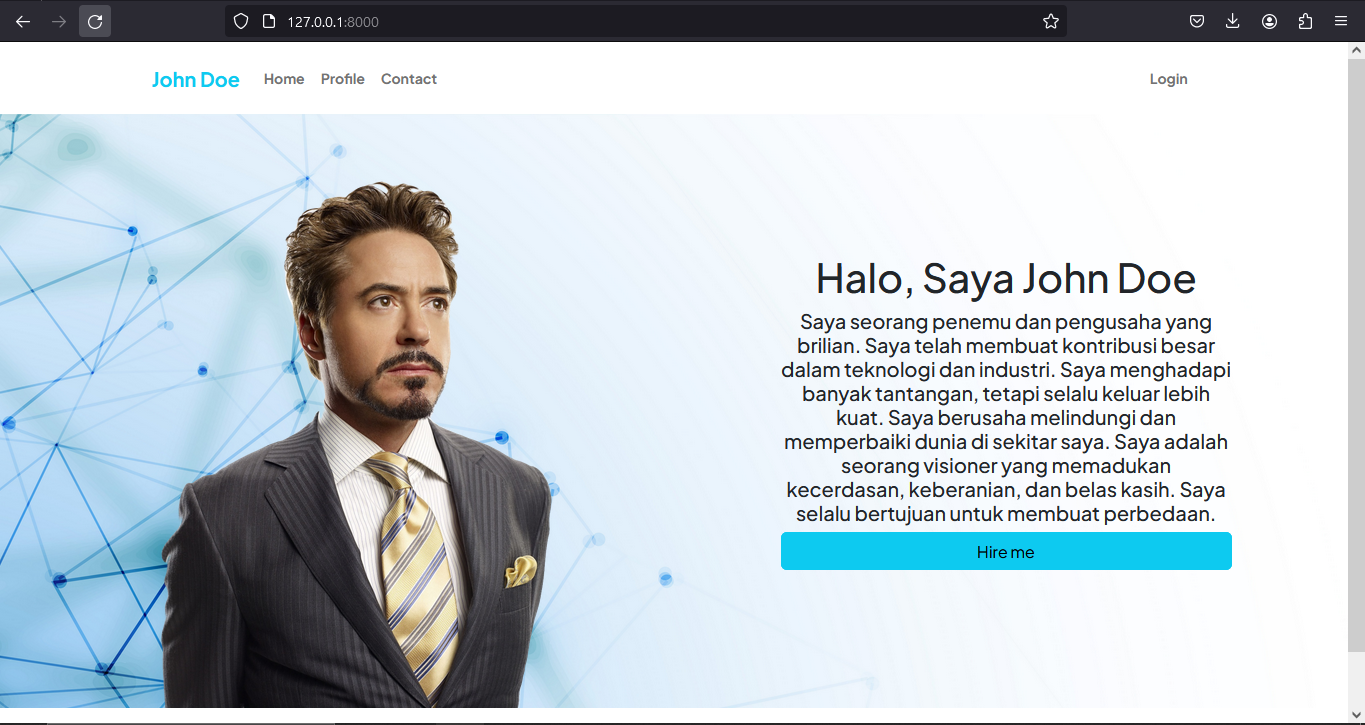 127.0.0.1:8000
John Doe Home Profile Contact Login
Halo, Saya John Doe
Saya seorang penemu dan pengusaha yang
brilian. Saya telah membuat kontribusi besar
dalam teknologi dan industri. Saya menghadapi
banyak tantangan, tetapi selalu keluar lebih
kuat. Saya berusaha melindungi dan
memperbaiki dunia di sekitar saya. Saya adalah
seorang visioner yang memadukan
kecerdasan, keberanian, dan belas kasih. Saya
selalu bertujuan untuk membuat perbedaan.
Hire me